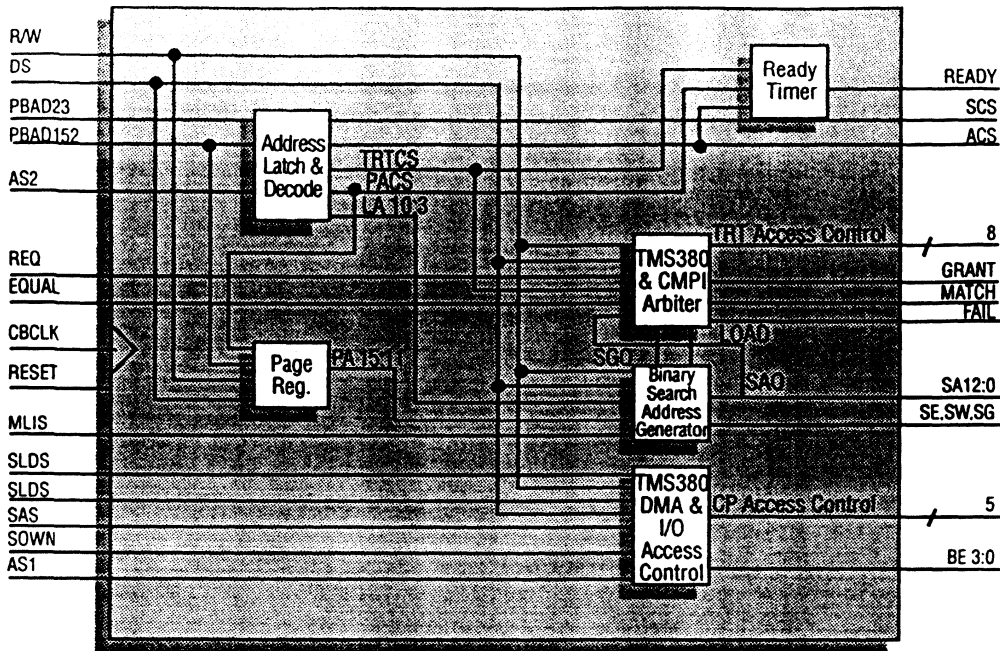 R/W
DS
PBAD23
PBAD152
AS2
REQ
EQUAL
CBCLK
RESET
MLIS
SLDS
SLDS
SAS
SOWN
AS1
Address
Latch &
Decode
TRTCS
PACS
LA 10:3
Page
Reg.
PA 15:11
Ready
Timer
TMS380
& CMPI
Arbiter
TRT Access Control
SGO
LOAD
SAO
Binary
Search
Address
Generator
TMS380
DMA &
I/O
Access
Control
CP Access Control
READY
SCS
ACS
8
GRANT
MATCH
FAIL
SA12:0
SE,SW,SG
5
BE 3:0